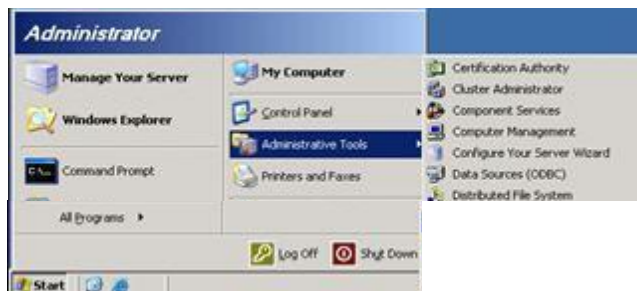 Administrator
Manage Your Server
Windows Explorer
Command Prompt
All Programs
My Computer
Control Panel
Administrative Tools
Printers and Faxes
Certification Authority
Cluster Administrator
Component Services
Computer Management
Configure Your Server Wizard
Data Sources (ODBC)
Distributed File System
Log Off
Shut Down
Start